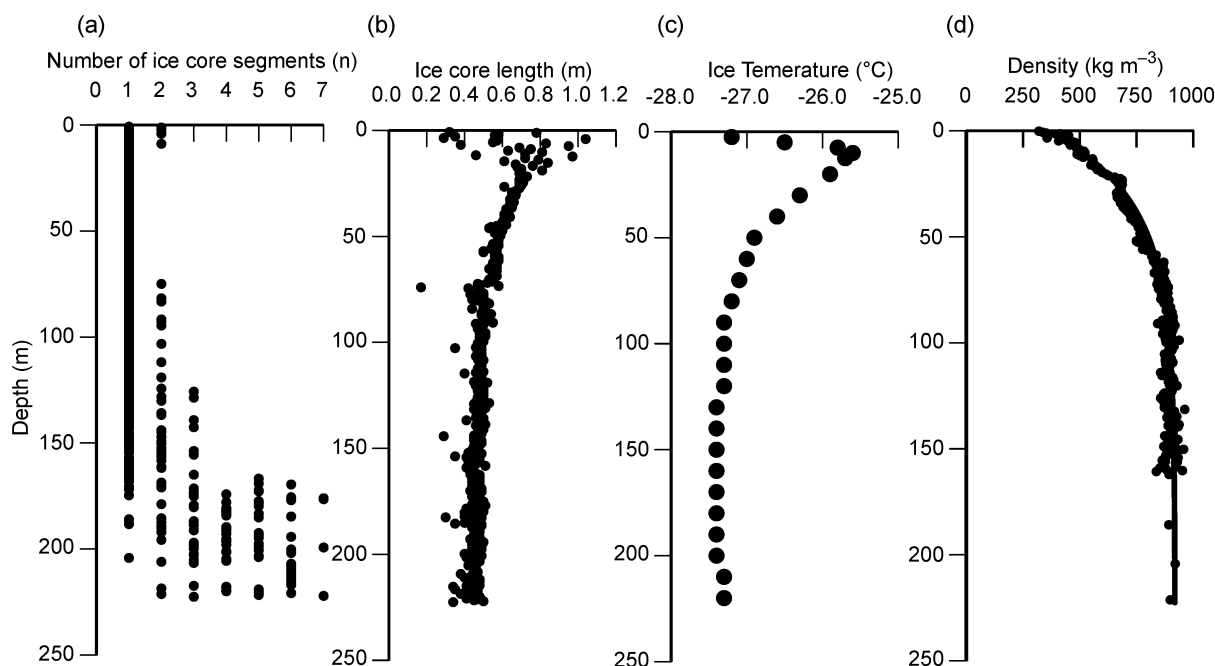 (a)
Number of ice core segments (n)
0 1 2 3 4 5 6 7
0
50
100
150
200
250
Depth (m)
(b)
Ice core length (m)
0.0 0.2 0.4 0.6 0.8 1.0 1.2
0
50
100
150
200
250
(c)
Ice Temerature (°C)
-28.0 -27.0 -26.0 -25.0
0
50
100
150
200
250
(d)
Density (kg m⁻³)
0 250 500 750 1000
0
50
100
150
200
250